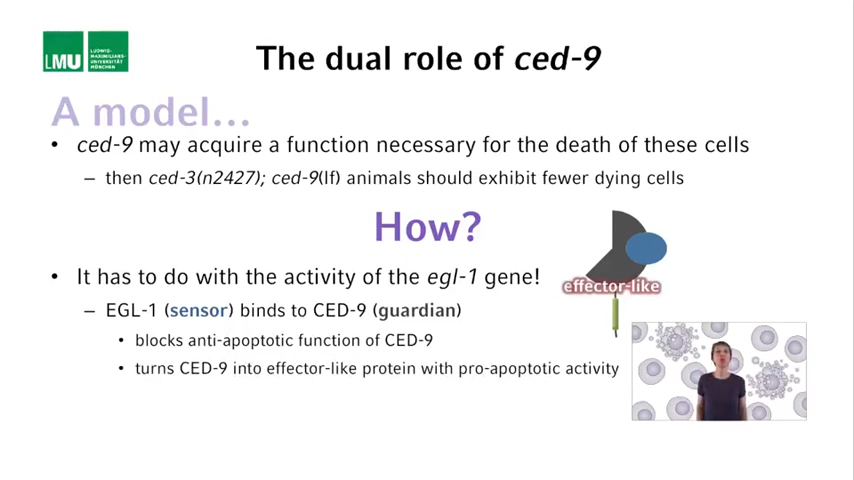 LMU
LUDWIG-
MAXIMILIANS-
UNIVERSITÄT
MÜNCHEN
The dual role of ced-9
A model...
• ced-9 may acquire a function necessary for the death of these cells
– then ced-3(n2427); ced-9(lf) animals should exhibit fewer dying cells
How?
• It has to do with the activity of the egl-1 gene!
effector-like
– EGL-1 (sensor) binds to CED-9 (guardian)
• blocks anti-apoptotic function of CED-9
• turns CED-9 into effector-like protein with pro-apoptotic activity